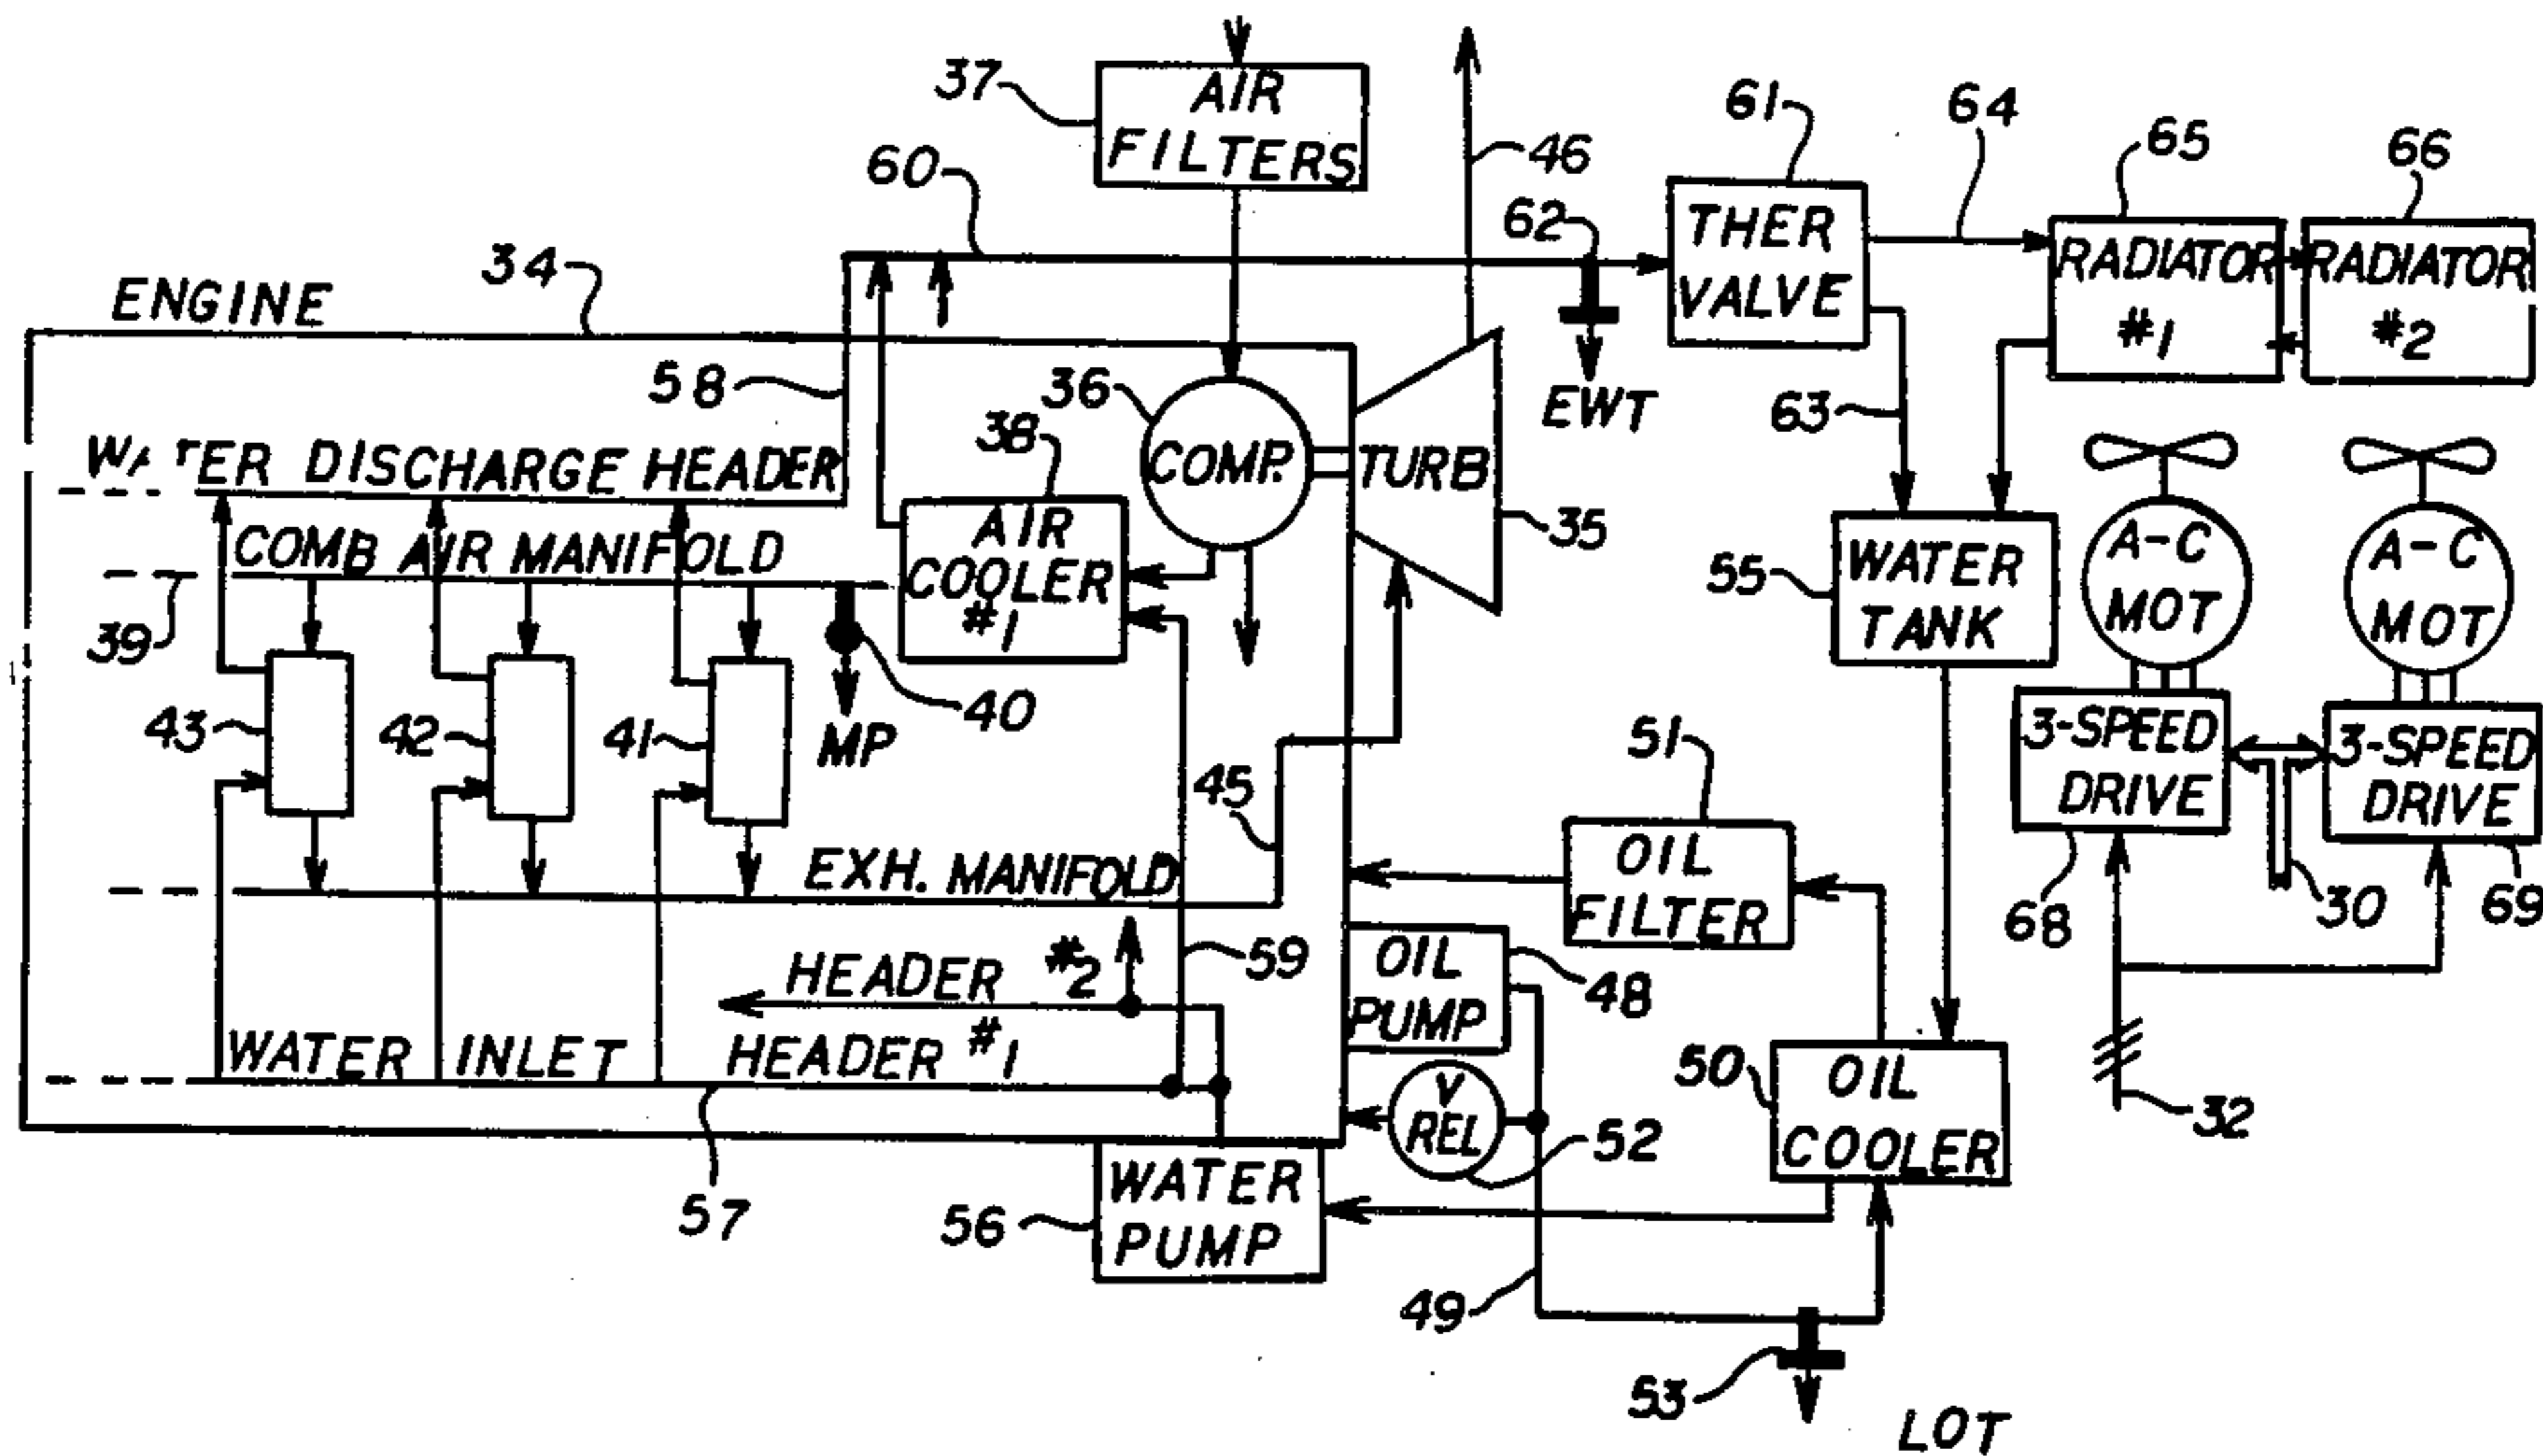 37
AIR
FILTERS
46
61
64
65
66
60
62
THER
VALVE
RADIATOR
#1
RADIATOR
#2
ENGINE
34
58
36
EWT
63
38
WATER DISCHARGE HEADER
COMP.
TURB
35
COMB AIR MANIFOLD
AIR
COOLER
#1
55
WATER
TANK
A-C
MOT
A-C
MOT
39
43
42
41
MP
40
45
51
3-SPEED
DRIVE
3-SPEED
DRIVE
EXH. MANIFOLD
OIL
FILTER
68
30
69
59
HEADER #2
OIL
PUMP
48
WATER INLET HEADER #1
V
REL
52
50
OIL
COOLER
32
57
56
WATER
PUMP
49
53
LOT